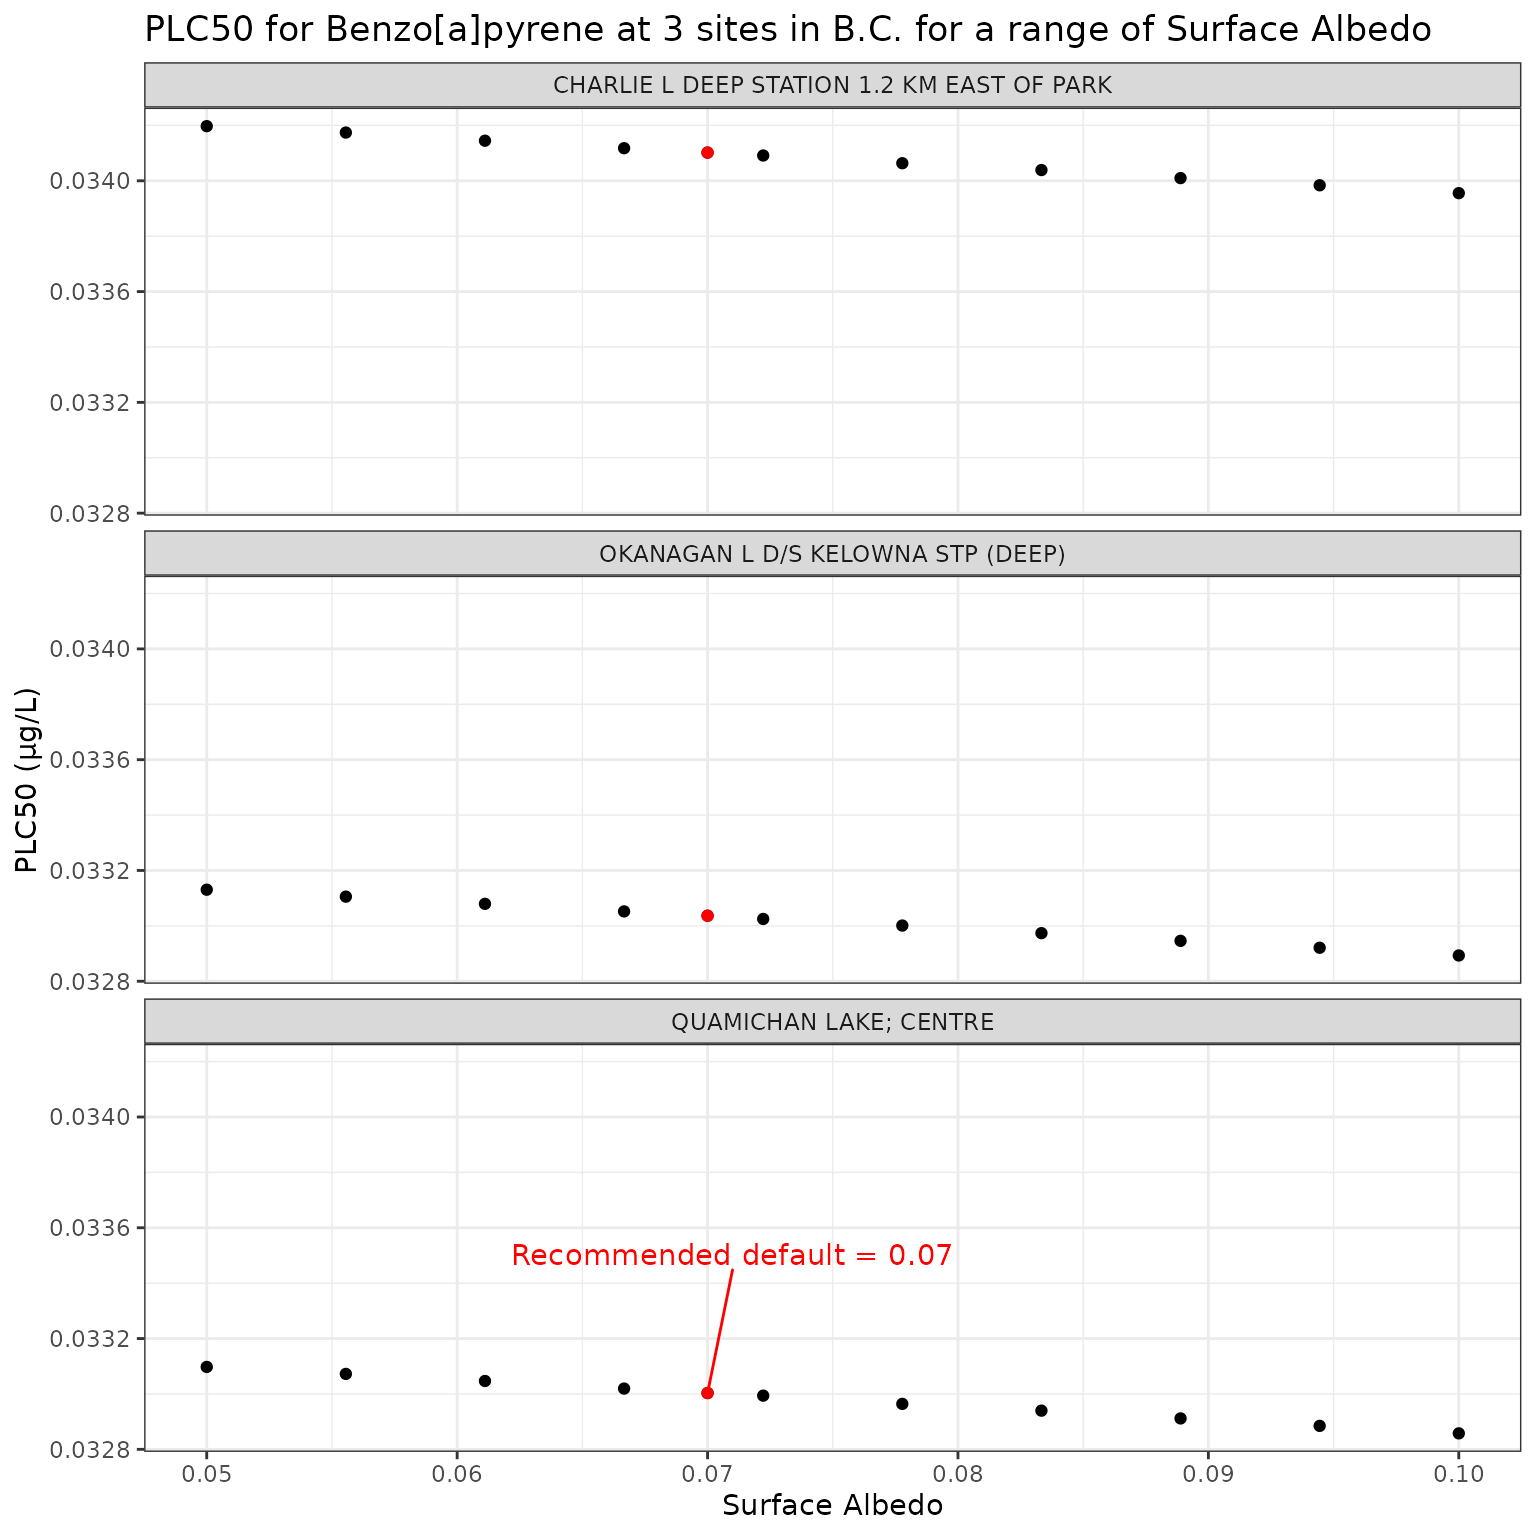 PLC50 for Benzo[a]pyrene at 3 sites in B.C. for a range of Surface Albedo
CHARLIE L DEEP STATION 1.2 KM EAST OF PARK
0.0340
0.0336
0.0332
0.0328
OKANAGAN L D/S KELOWNA STP (DEEP)
0.0340
0.0336
0.0332
0.0328
PLC50 (µg/L)
QUAMICHAN LAKE; CENTRE
0.0340
0.0336
Recommended default = 0.07
0.0332
0.0328
0.05 0.06 0.07 0.08 0.09 0.10
Surface Albedo